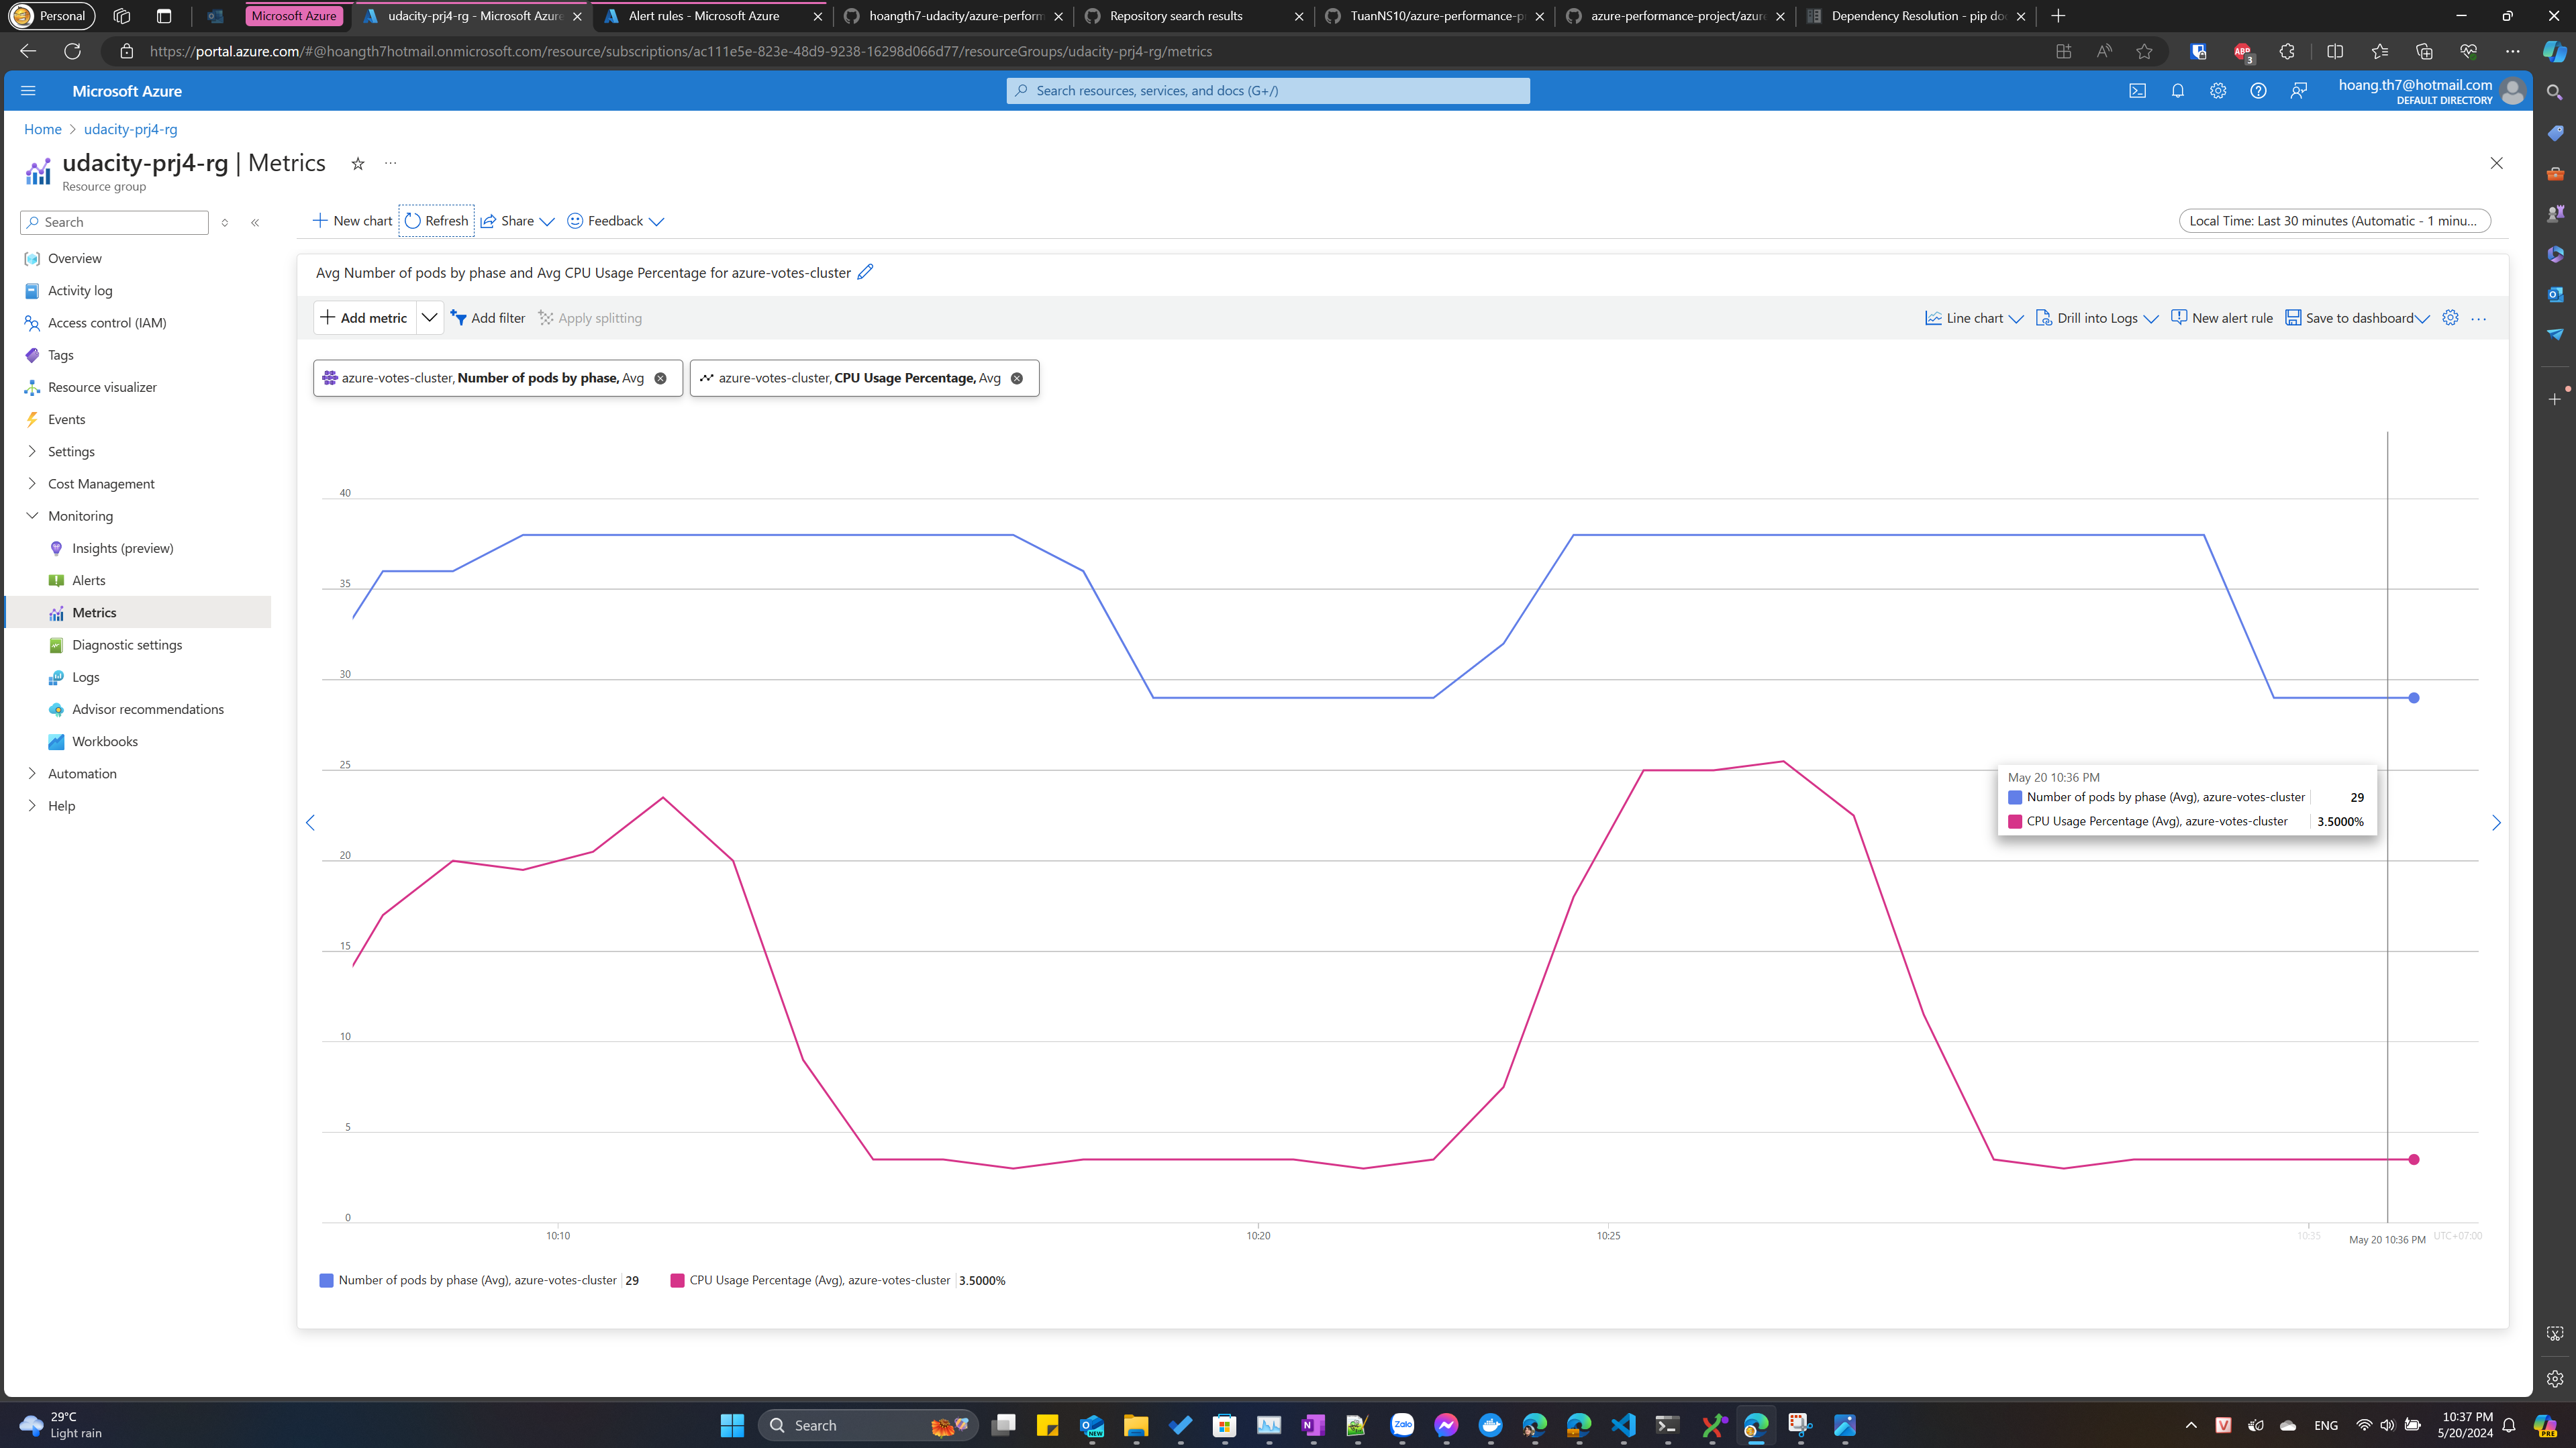 Personal
Microsoft Azure
udacity-prj4-rg - Microsoft Azure
Alert rules - Microsoft Azure
hoangth7-udacity/azure-perform
Repository search results
TuanNS10/azure-performance-p
azure-performance-project/azure
Dependency Resolution - pip do
https://portal.azure.com/#@hoangth7hotmail.onmicrosoft.com/resource/subscriptions/ac111e5e-823e-48d9-9238-16298d066d77/resourceGroups/udacity-prj4-rg/metrics
ABP
3
Microsoft Azure
Search resources, services, and docs (G+/)
hoang.th7@hotmail.com
DEFAULT DIRECTORY
Home > udacity-prj4-rg
udacity-prj4-rg | Metrics
Resource group
Search
Overview
Activity log
Access control (IAM)
Tags
Resource visualizer
Events
Settings
Cost Management
Monitoring
Insights (preview)
Alerts
Metrics
Diagnostic settings
Logs
Advisor recommendations
Workbooks
Automation
Help
New chart
Refresh
Share
Feedback
Local Time: Last 30 minutes (Automatic - 1 minu...
Avg Number of pods by phase and Avg CPU Usage Percentage for azure-votes-cluster
Add metric
Add filter
Apply splitting
Line chart
Drill into Logs
New alert rule
Save to dashboard
azure-votes-cluster, Number of pods by phase, Avg
azure-votes-cluster, CPU Usage Percentage, Avg
40
35
30
25
20
15
10
5
0
May 20 10:36 PM
Number of pods by phase (Avg), azure-votes-cluster 29
CPU Usage Percentage (Avg), azure-votes-cluster 3.5000%
10:10
10:20
10:25
10:35
May 20 10:36 PM
UTC+07:00
Number of pods by phase (Avg), azure-votes-cluster 29
CPU Usage Percentage (Avg), azure-votes-cluster 3.5000%
29°C
Light rain
Search
NEW
Zalo
ENG
10:37 PM
5/20/2024
PRE